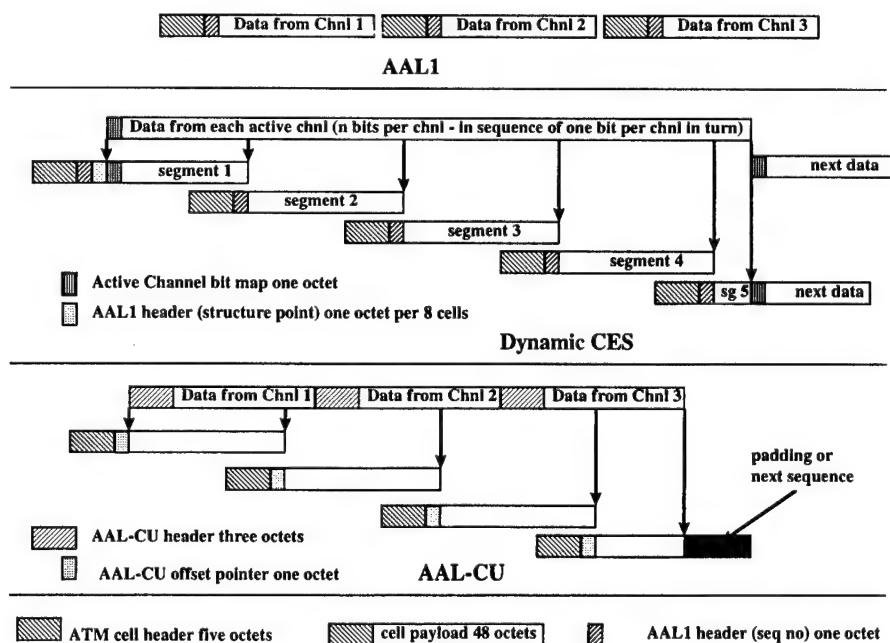 Data from Chnl 1 Data from Chnl 2 Data from Chnl 3
AAL1
Data from each active chnl (n bits per chnl - in sequence of one bit per chnl in turn)
segment 1
next data
segment 2
segment 3
segment 4
sg 5 next data
Active Channel bit map one octet
AAL1 header (structure point) one octet per 8 cells
Dynamic CES
Data from Chnl 1 Data from Chnl 2 Data from Chnl 3
padding or
next sequence
AAL-CU header three octets
AAL-CU offset pointer one octet
AAL-CU
ATM cell header five octets
cell payload 48 octets
AAL1 header (seq no) one octet